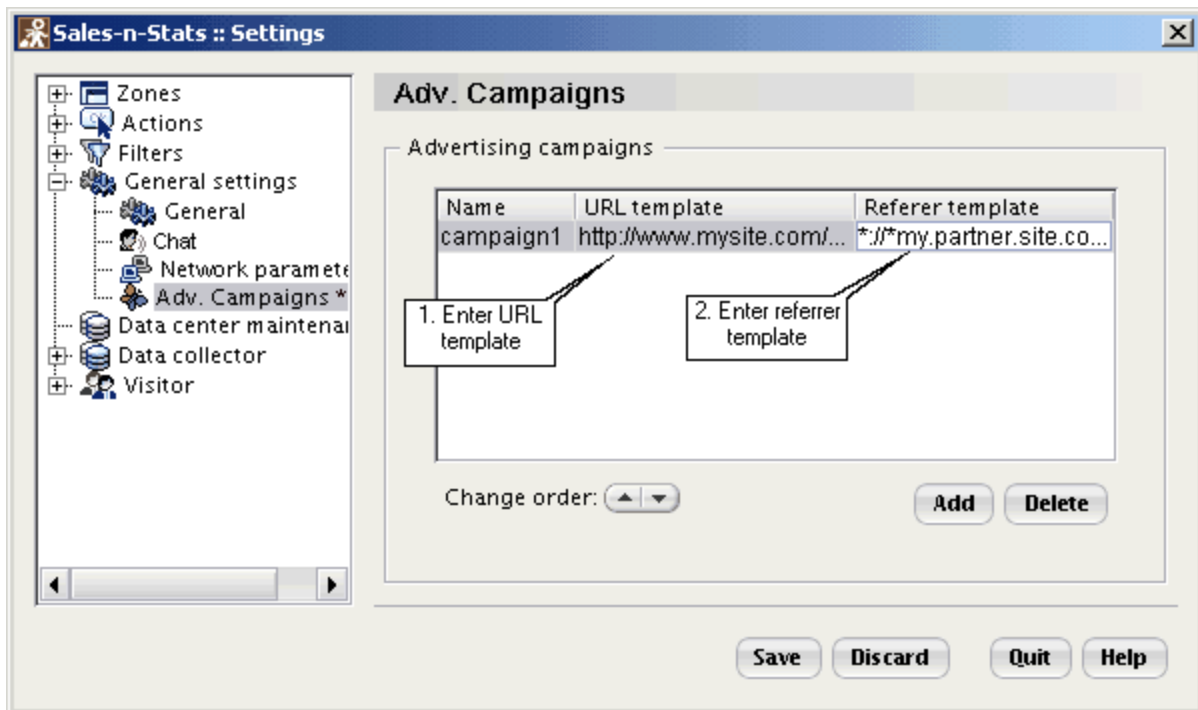 Sales-n-Stats :: Settings
Zones
Actions
Filters
General settings
General
Chat
Network paramete
Adv. Campaigns *
Data center maintenai
Data collector
Visitor
Adv. Campaigns
Advertising campaigns
Name URL template Referer template
campaign1 http://www.mysite.com/... *://*my.partner.site.co...
1. Enter URL
template
2. Enter referrer
template
Change order:
Add Delete
Save Discard Quit Help